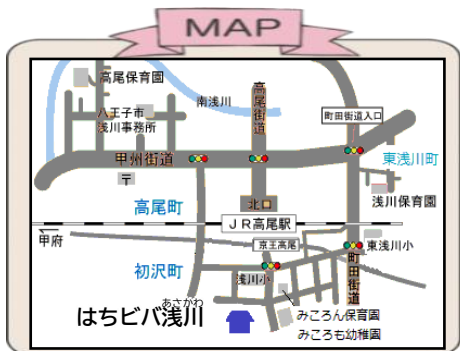 MAP
高尾保育園
南浅川
高尾街道
八王子市
浅川事務所
町田街道入口
甲州街道
東浅川町
〒
浅川保育園
高尾町
北口
JR高尾駅
甲府
京王高尾
東浅川小
初沢町
浅川小
町田街道
あさかわ
はちビバ浅川
みころん保育園
みころも幼稚園